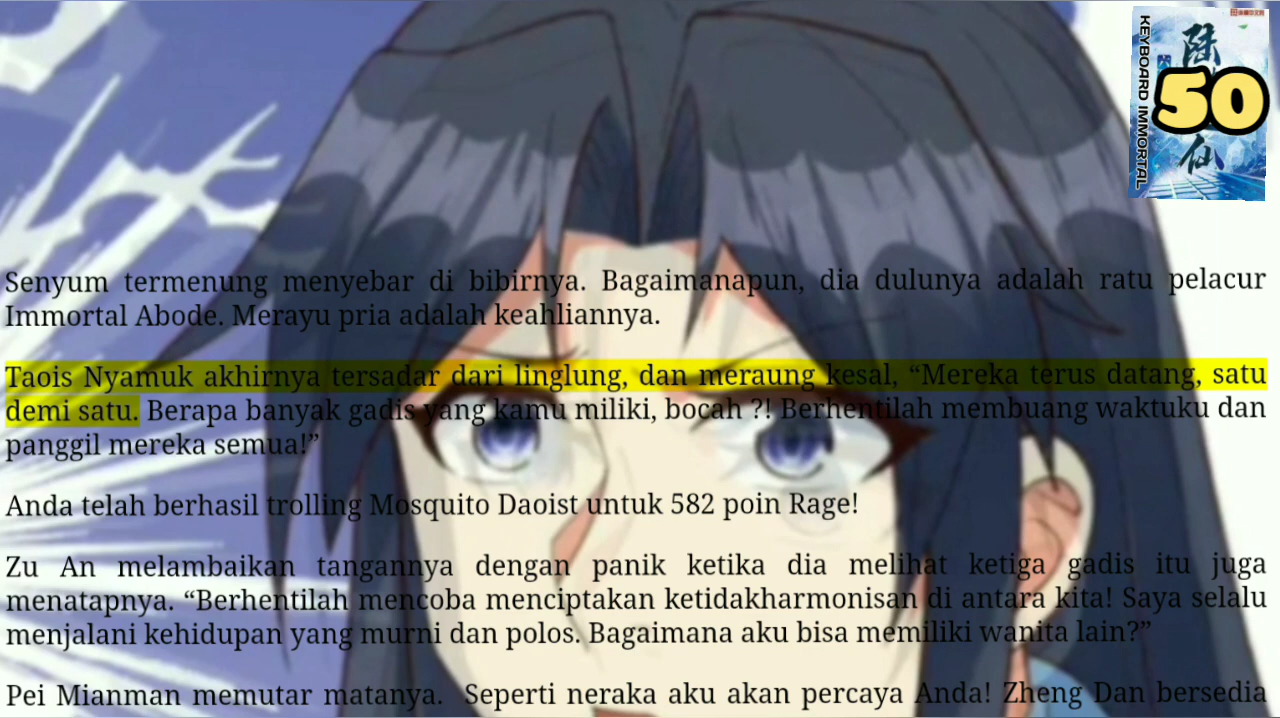 KEYBOARD IMMORTAL
陆
仙
50
Senyum termenung menyebar di bibirnya. Bagaimanapun, dia dulunya adalah ratu pelacur
Immortal Abode. Merayu pria adalah keahliannya.
Taois Nyamuk akhirnya tersadar dari linglung, dan meraung kesal, “Mereka terus datang, satu
demi satu. Berapa banyak gadis yang kamu miliki, bocah ?! Berhentilah membuang waktuku dan
panggil mereka semua!”
Anda telah berhasil trolling Mosquito Daoist untuk 582 poin Rage!
Zu An melambaikan tangannya dengan panik ketika dia melihat ketiga gadis itu juga
menatapnya. “Berhentilah mencoba menciptakan ketidakharmonisan di antara kita! Saya selalu
menjalani kehidupan yang murni dan polos. Bagaimana aku bisa memiliki wanita lain?”
Pei Mianman memutar matanya. Seperti neraka aku akan percaya Anda! Zheng Dan bersedia